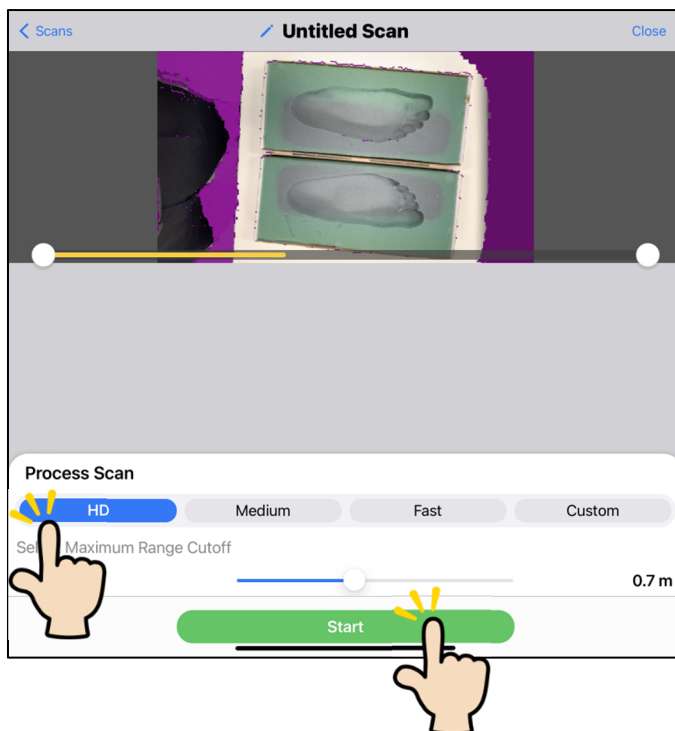 Scans
Untitled Scan
Close
Process Scan
HD
Medium
Fast
Custom
Maximum Range Cutoff
0.7 m
Start